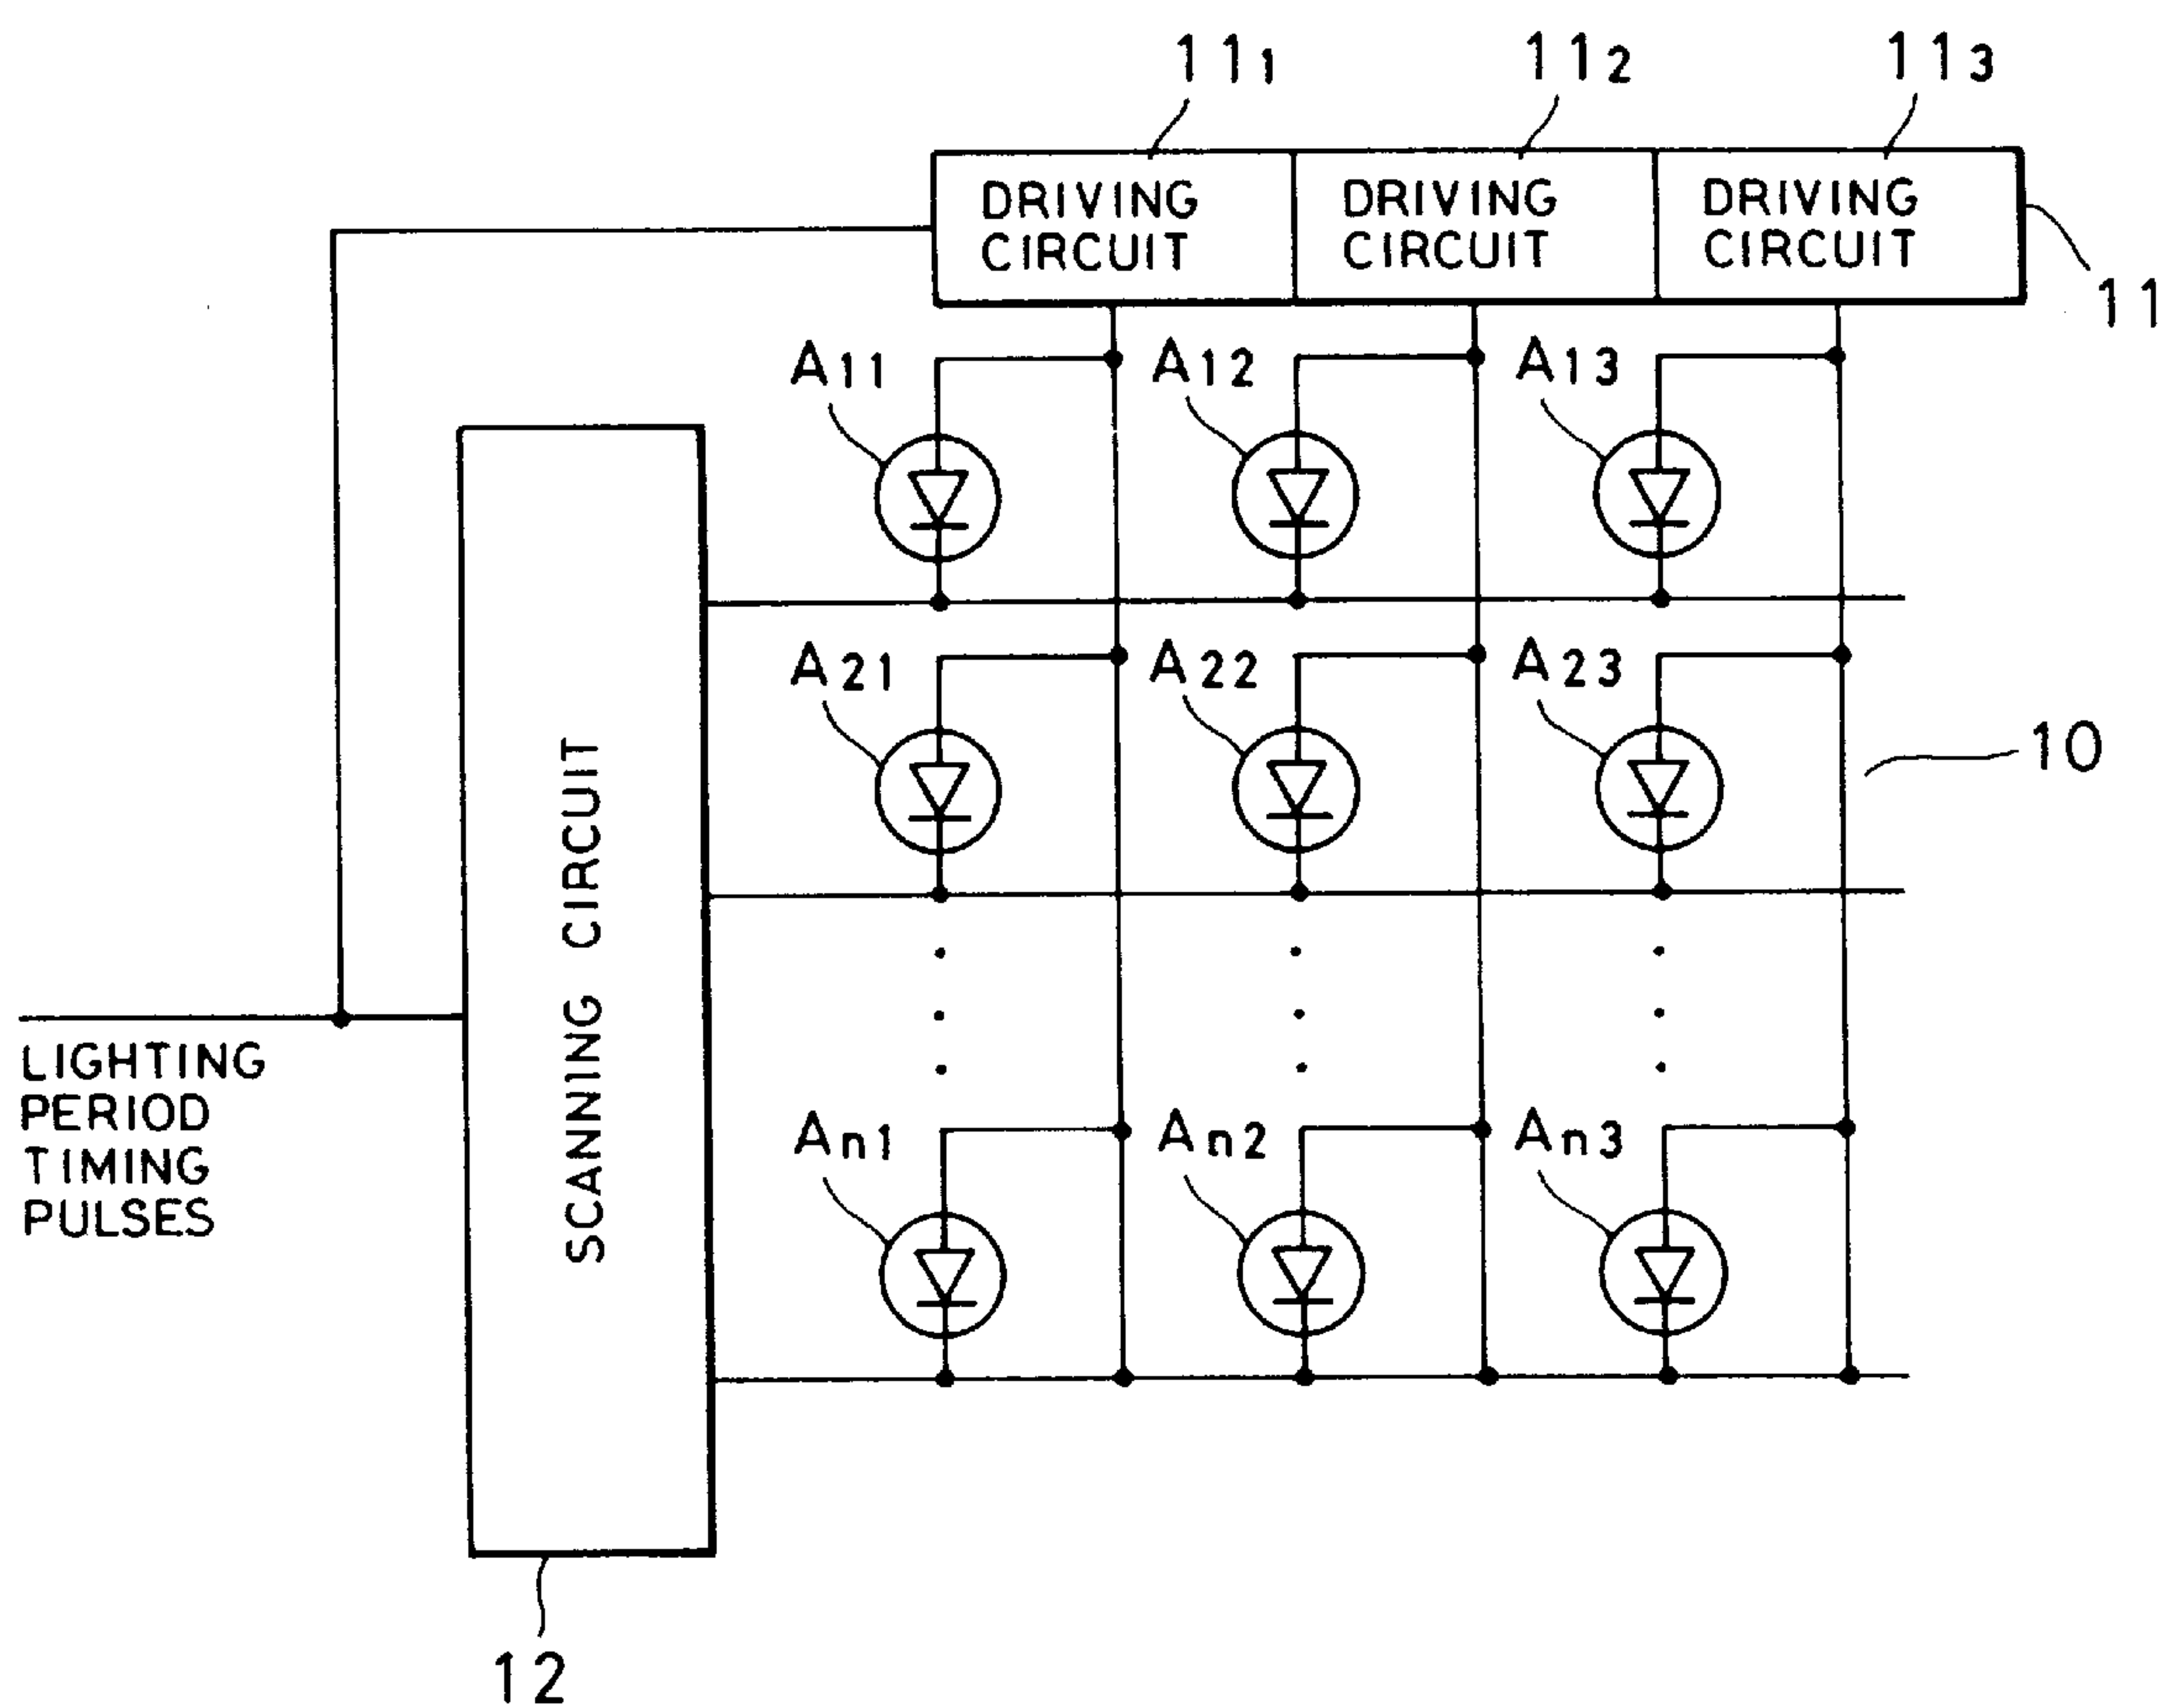 11₁ 11₂ 11₃
DRIVING CIRCUIT
DRIVING CIRCUIT
DRIVING CIRCUIT
11
A₁₁ A₁₂ A₁₃
A₂₁ A₂₂ A₂₃
10
SCANNING CIRCUIT
LIGHTING
PERIOD
TIMING
PULSES
Aₙ₁ Aₙ₂ Aₙ₃
12